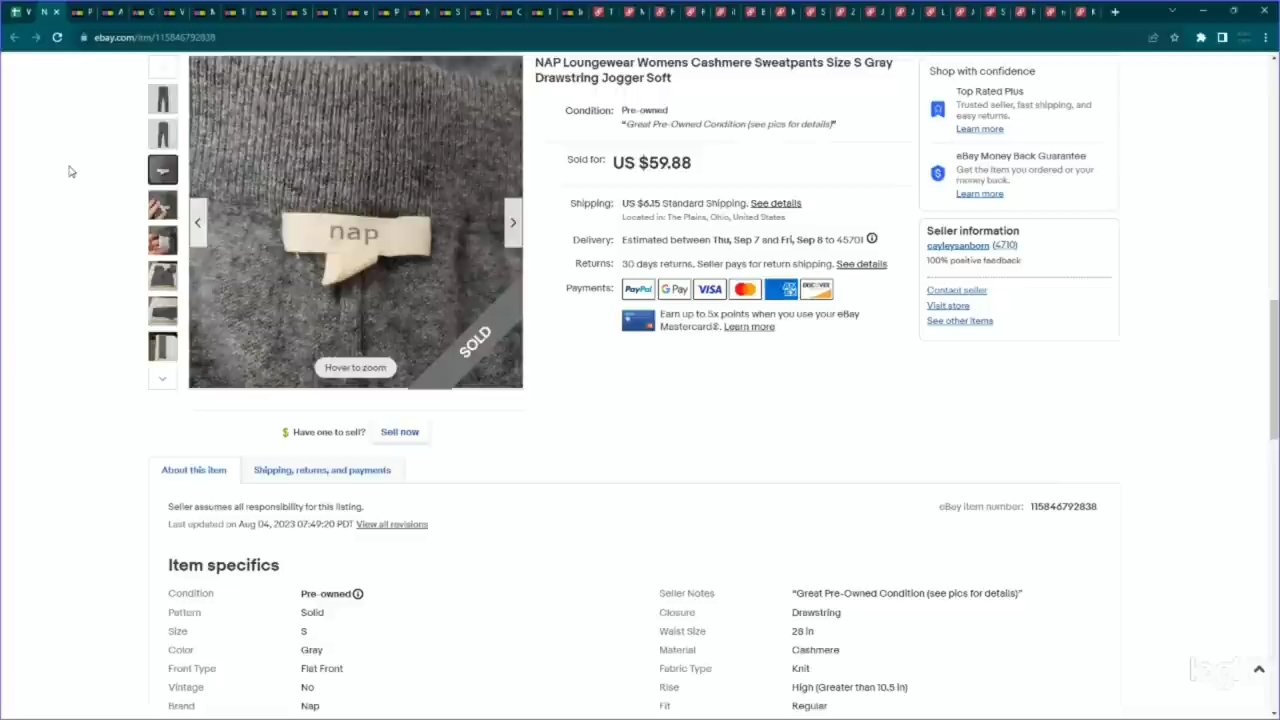 ebay.com/itm/115846792838
NAP Loungewear Womens Cashmere Sweatpants Size S Gray
Drawstring Jogger Soft
Condition: Pre-owned
“Great Pre-Owned Condition (see pics for details)”
Sold for: US $59.88
Shipping: US $6.15 Standard Shipping. See details
Located in: The Plains, Ohio, United States
Delivery: Estimated between Thu, Sep 7 and Fri, Sep 8 to 45701
Returns: 30 days returns. Seller pays for return shipping. See details
Payments: PayPal G Pay VISA MasterCard AMEX DISCOVER
Earn up to 5x points when you use your eBay
Mastercard®. Learn more
Shop with confidence
Top Rated Plus
Trusted seller, fast shipping, and
easy returns.
Learn more
eBay Money Back Guarantee
Get the item you ordered or your
money back.
Learn more
Seller information
cayleysanborn (4710)
100% positive feedback
Contact seller
Visit store
See other items
nap
SOLD
Hover to zoom
Have one to sell? Sell now
About this item Shipping, returns, and payments
Seller assumes all responsibility for this listing. eBay item number: 115846792838
Last updated on Aug 04, 2023 07:49:20 PDT View all revisions
Item specifics
Condition Pre-owned Seller Notes “Great Pre-Owned Condition (see pics for details)”
Pattern Solid Closure Drawstring
Size S Waist Size 28 in
Color Gray Material Cashmere
Front Type Flat Front Fabric Type Knit
Vintage No Rise High (Greater than 10.5 in)
Brand Nap Fit Regular